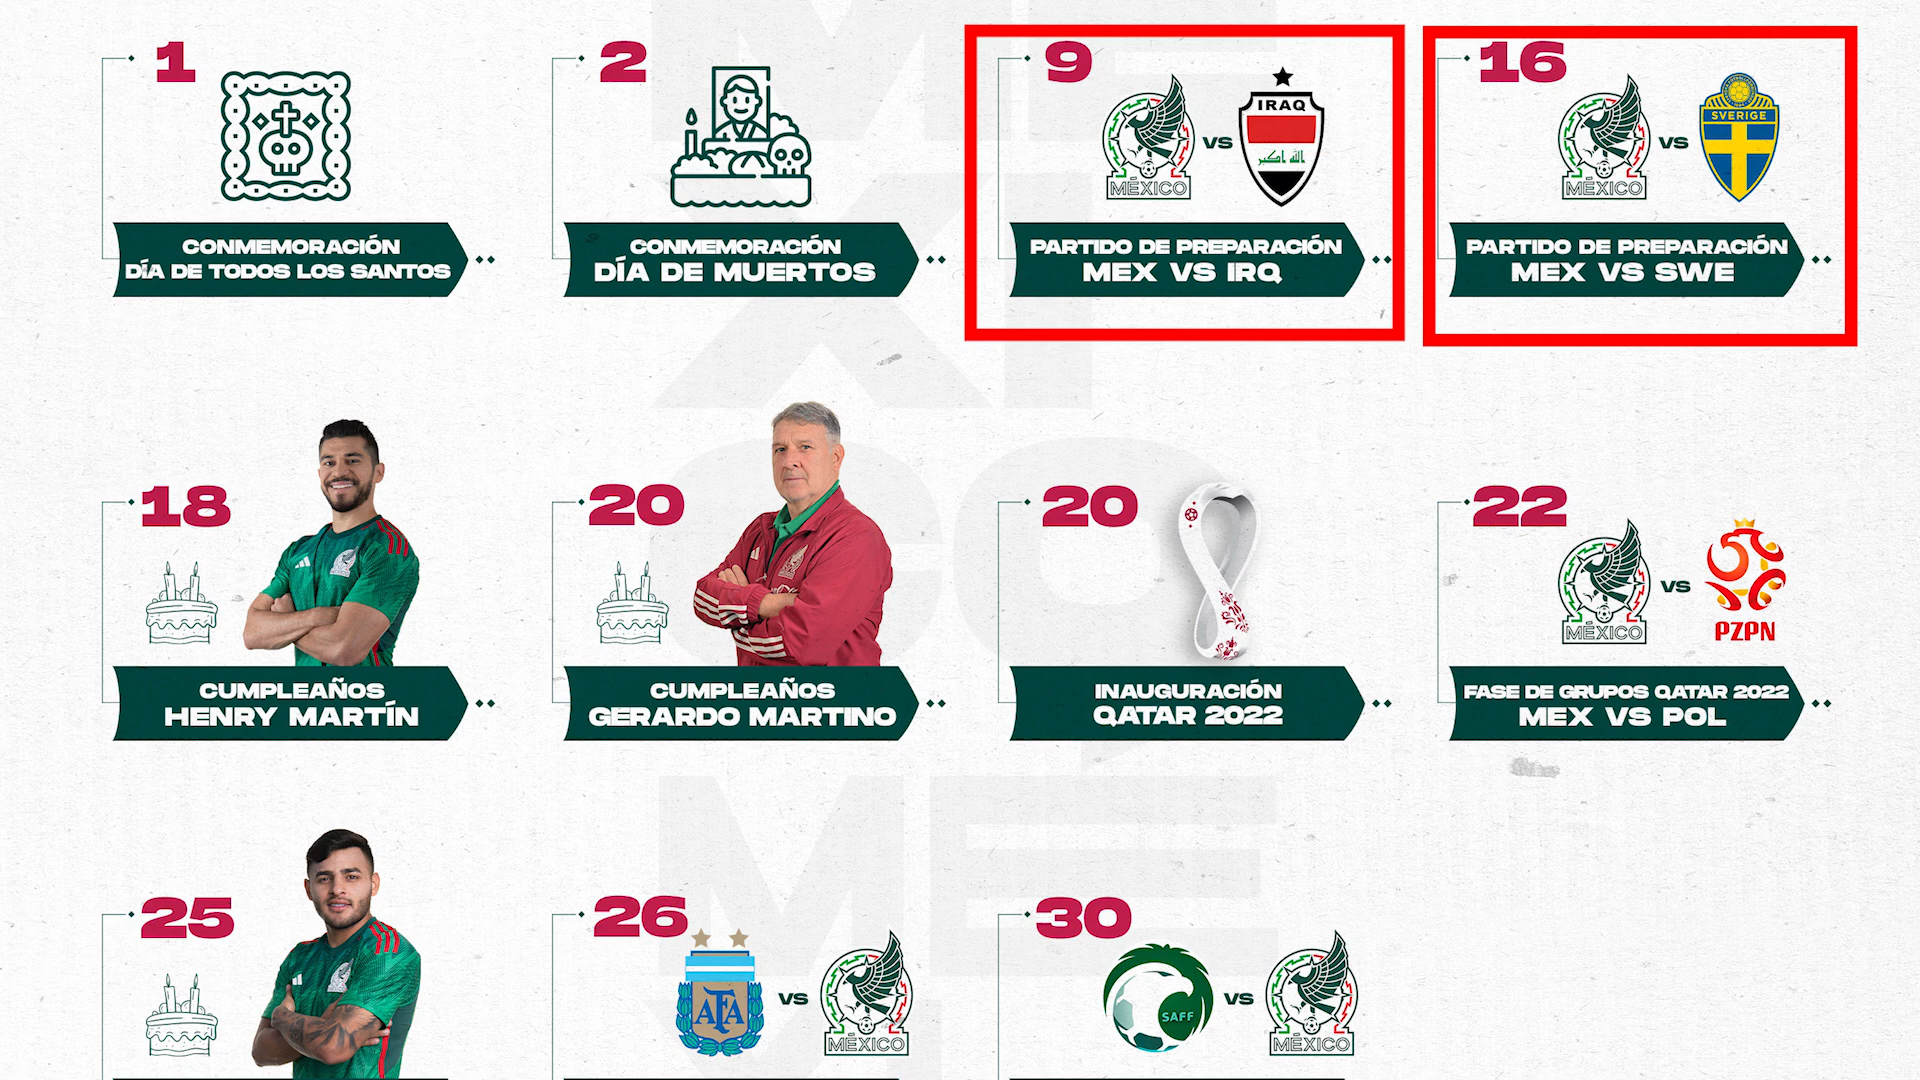 1
CONMEMORACIÓN
DÍA DE TODOS LOS SANTOS
2
CONMEMORACIÓN
DÍA DE MUERTOS
9
MÉXICO
VS
IRAQ
الله اكبر
PARTIDO DE PREPARACIÓN
MEX VS IRQ
16
MÉXICO
VS
SVERIGE
PARTIDO DE PREPARACIÓN
MEX VS SWE
18
CUMPLEAÑOS
HENRY MARTÍN
20
CUMPLEAÑOS
GERARDO MARTINO
20
INAUGURACIÓN
QATAR 2022
22
MÉXICO
VS
PZPN
FASE DE GRUPOS QATAR 2022
MEX VS POL
25
26
AFA
VS
MÉXICO
30
SAFF
VS
MÉXICO